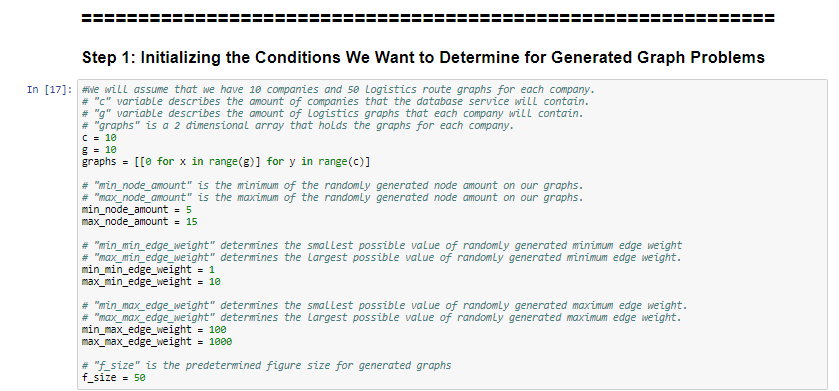 ==================================================================
Step 1: Initializing the Conditions We Want to Determine for Generated Graph Problems
In [17]: #We will assume that we have 10 companies and 50 Logistics route graphs for each company.
# "c" variable describes the amount of companies that the database service will contain.
# "g" variable describes the amount of Logistics graphs that each company will contain.
# "graphs" is a 2 dimensional array that holds the graphs for each company.
c = 10
g = 10
graphs = [[0 for x in range(g)] for y in range(c)]
# "min_node_amount" is the minimum of the randomly generated node amount on our graphs.
# "max_node_amount" is the maximum of the randomly generated node amount on our graphs.
min_node_amount = 5
max_node_amount = 15
# "min_min_edge_weight" determines the smallest possible value of randomly generated minimum edge weight
# "max_min_edge_weight" determines the largest possible value of randomly generated minimum edge weight.
min_min_edge_weight = 1
max_min_edge_weight = 10
# "min_max_edge_weight" determines the smallest possible value of randomly generated maximum edge weight.
# "max_max_edge_weight" determines the largest possible value of randomly generated maximum edge weight.
min_max_edge_weight = 100
max_max_edge_weight = 1000
# "f_size" is the predetermined figure size for generated graphs
f_size = 50